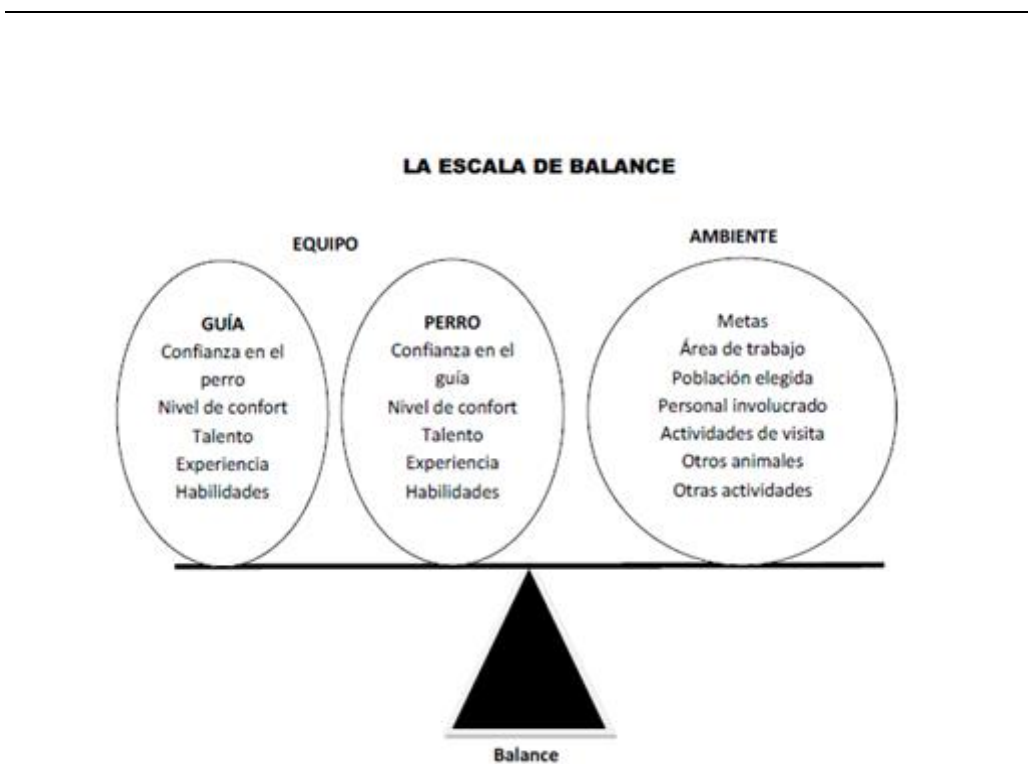 LA ESCALA DE BALANCE
EQUIPO
GUÍA
Confianza en el
perro
Nivel de confort
Talento
Experiencia
Habilidades
PERRO
Confianza en el
guía
Nivel de confort
Talento
Experiencia
Habilidades
AMBIENTE
Metas
Área de trabajo
Población elegida
Personal involucrado
Actividades de visita
Otros animales
Otras actividades
Balance